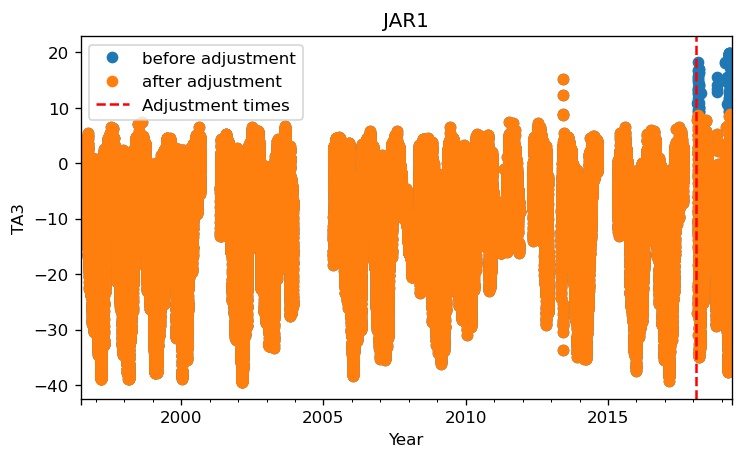 JAR1
before adjustment
after adjustment
Adjustment times
20
10
0
−10
−20
−30
−40
TA3
2000
2005
2010
2015
Year